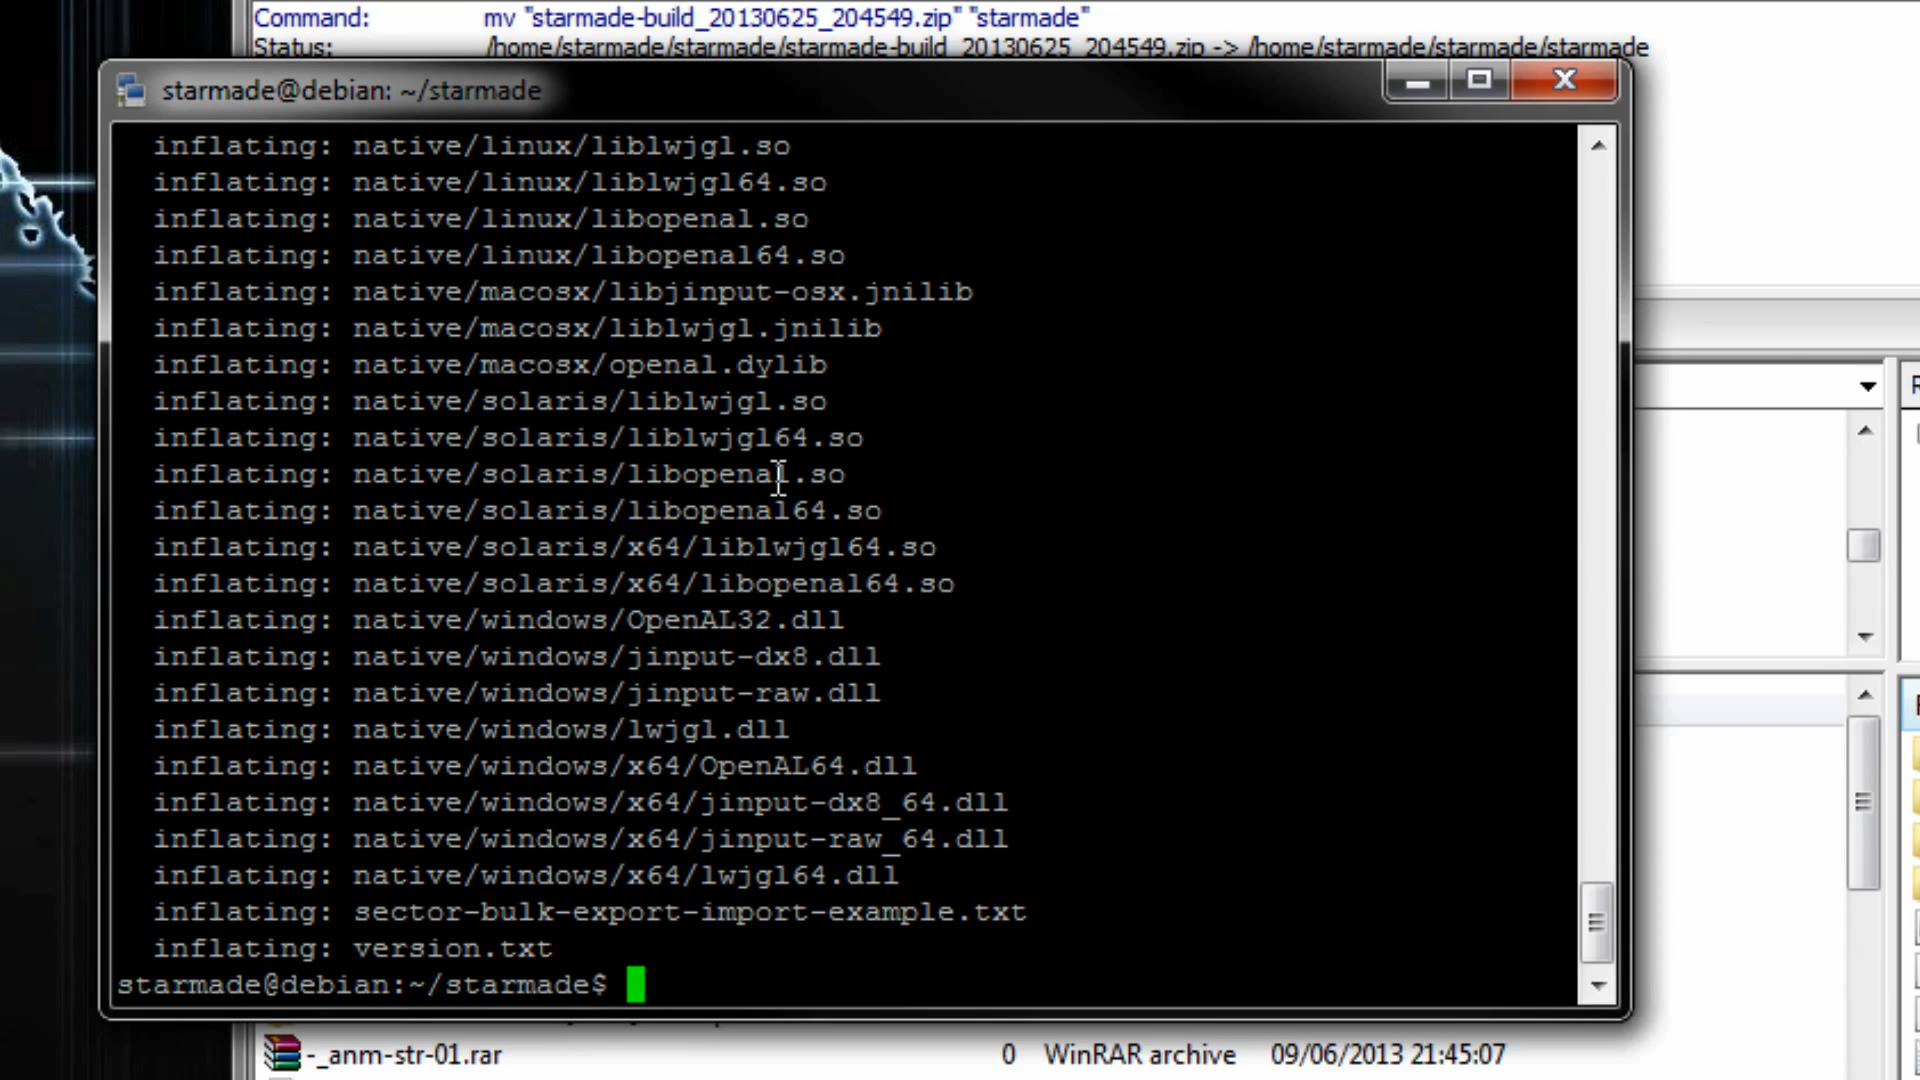 Command: mv "starmade-build_20130625_204549.zip" "starmade"
Status: /home/starmade/starmade/starmade-build_20130625_204549.zip -> /home/starmade/starmade/starmade
starmade@debian: ~/starmade
inflating: native/linux/liblwjgl.so
inflating: native/linux/liblwjgl64.so
inflating: native/linux/libopenal.so
inflating: native/linux/libopenal64.so
inflating: native/macosx/libjinput-osx.jnilib
inflating: native/macosx/liblwjgl.jnilib
inflating: native/macosx/openal.dylib
inflating: native/solaris/liblwjgl.so
inflating: native/solaris/liblwjgl64.so
inflating: native/solaris/libopenal.so
inflating: native/solaris/libopenal64.so
inflating: native/solaris/x64/liblwjgl64.so
inflating: native/solaris/x64/libopenal64.so
inflating: native/windows/OpenAL32.dll
inflating: native/windows/jinput-dx8.dll
inflating: native/windows/jinput-raw.dll
inflating: native/windows/lwjgl.dll
inflating: native/windows/x64/OpenAL64.dll
inflating: native/windows/x64/jinput-dx8_64.dll
inflating: native/windows/x64/jinput-raw_64.dll
inflating: native/windows/x64/lwjgl64.dll
inflating: sector-bulk-export-import-example.txt
inflating: version.txt
starmade@debian:~/starmade$
-_anm-str-01.rar 0 WinRAR archive 09/06/2013 21:45:07